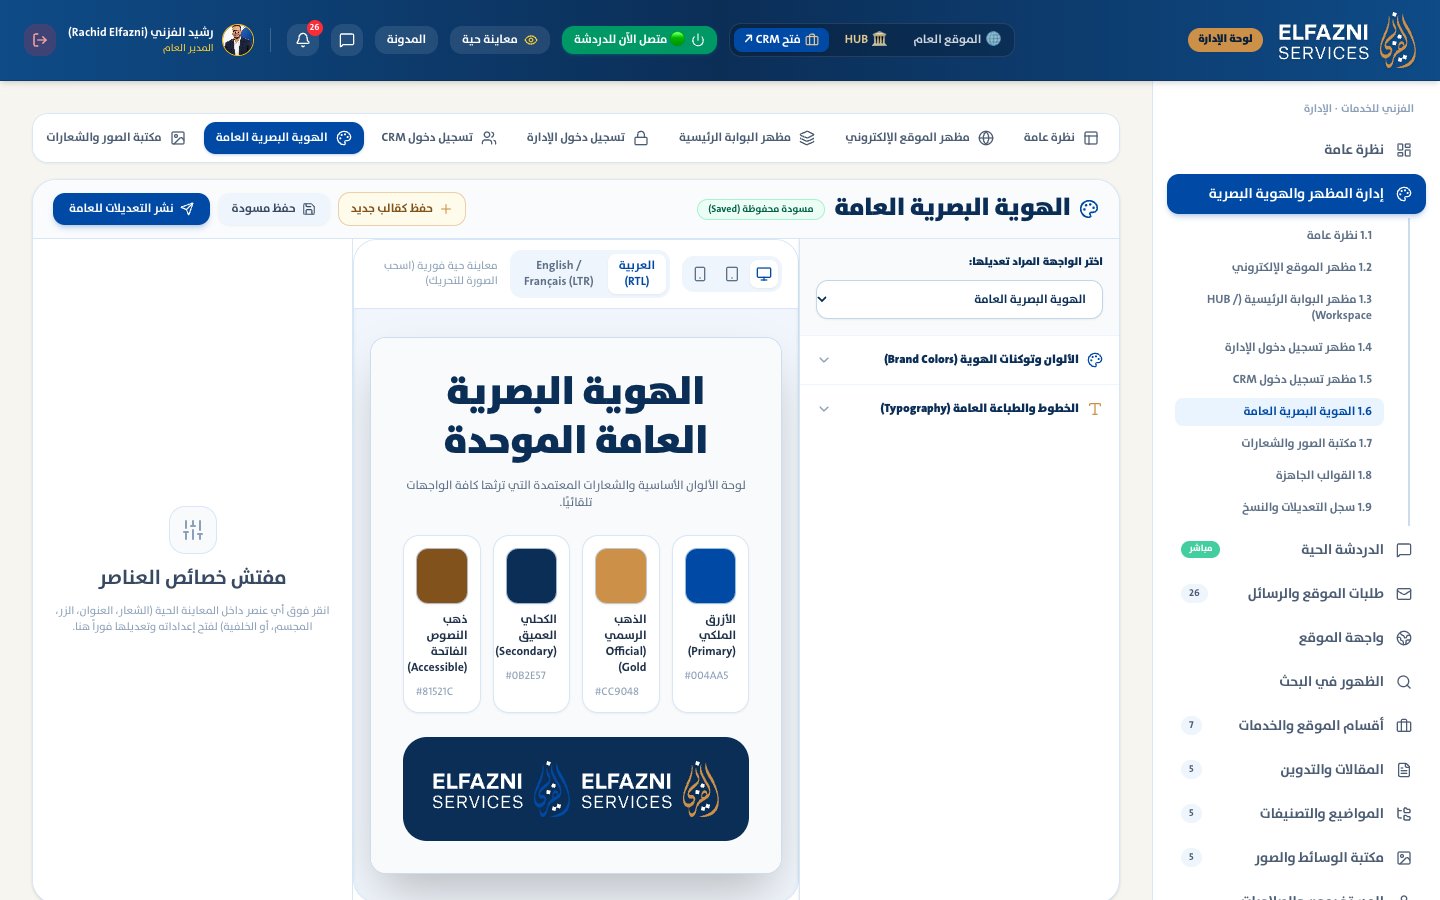 ELFAZNI
SERVICES
لوحة الإدارة
الموقع العام
HUB
فتح CRM ↗
متصل الآن للدردشة
معاينة حية
المدونة
26
رشيد الفزني (Rachid Elfazni)
المدير العام
الفزني للخدمات · الإدارة
نظرة عامة
إدارة المظهر والهوية البصرية
1.1 نظرة عامة
1.2 مظهر الموقع الإلكتروني
1.3 مظهر البوابة الرئيسية (HUB /
Workspace)
1.4 مظهر تسجيل دخول الإدارة
1.5 مظهر تسجيل دخول CRM
1.6 الهوية البصرية العامة
1.7 مكتبة الصور والشعارات
1.8 القوالب الجاهزة
1.9 سجل التعديلات والنسخ
الدردشة الحية
مباشر
طلبات الموقع والرسائل
26
واجهة الموقع
الظهور في البحث
أقسام الموقع والخدمات
7
المقالات والتدوين
5
المواضيع والتصنيفات
5
مكتبة الوسائط والصور
5
نظرة عامة
مظهر الموقع الإلكتروني
مظهر البوابة الرئيسية
تسجيل دخول الإدارة
تسجيل دخول CRM
الهوية البصرية العامة
مكتبة الصور والشعارات
الهوية البصرية العامة
مسودة محفوظة (Saved)
حفظ كقالب جديد
حفظ مسودة
نشر التعديلات للعامة
اختر الواجهة المراد تعديلها:
الهوية البصرية العامة
الألوان وتوكنات الهوية (Brand Colors)
الخطوط والطباعة العامة (Typography)
العربية
(RTL)
English /
Français (LTR)
معاينة حية فورية (اسحب
الصورة للتحريك)
الهوية البصرية
العامة الموحدة
لوحة الألوان الأساسية والشعارات المعتمدة التي ترثها كافة الواجهات
تلقائيًا.
الأزرق
الملكي
(Primary)
#004AA5
الذهب
الرسمي
(Official
Gold)
#CC9048
الكحلي
العميق
(Secondary)
#0B2E57
ذهب
النصوص
الفاتحة
(Accessible)
#81521C
ELFAZNI
SERVICES
ELFAZNI
SERVICES
مفتش خصائص العناصر
انقر فوق أي عنصر داخل المعاينة الحية (الشعار، العنوان، الزر،
المجسم، أو الخلفية) لفتح إعداداته وتعديلها فوراً هنا.